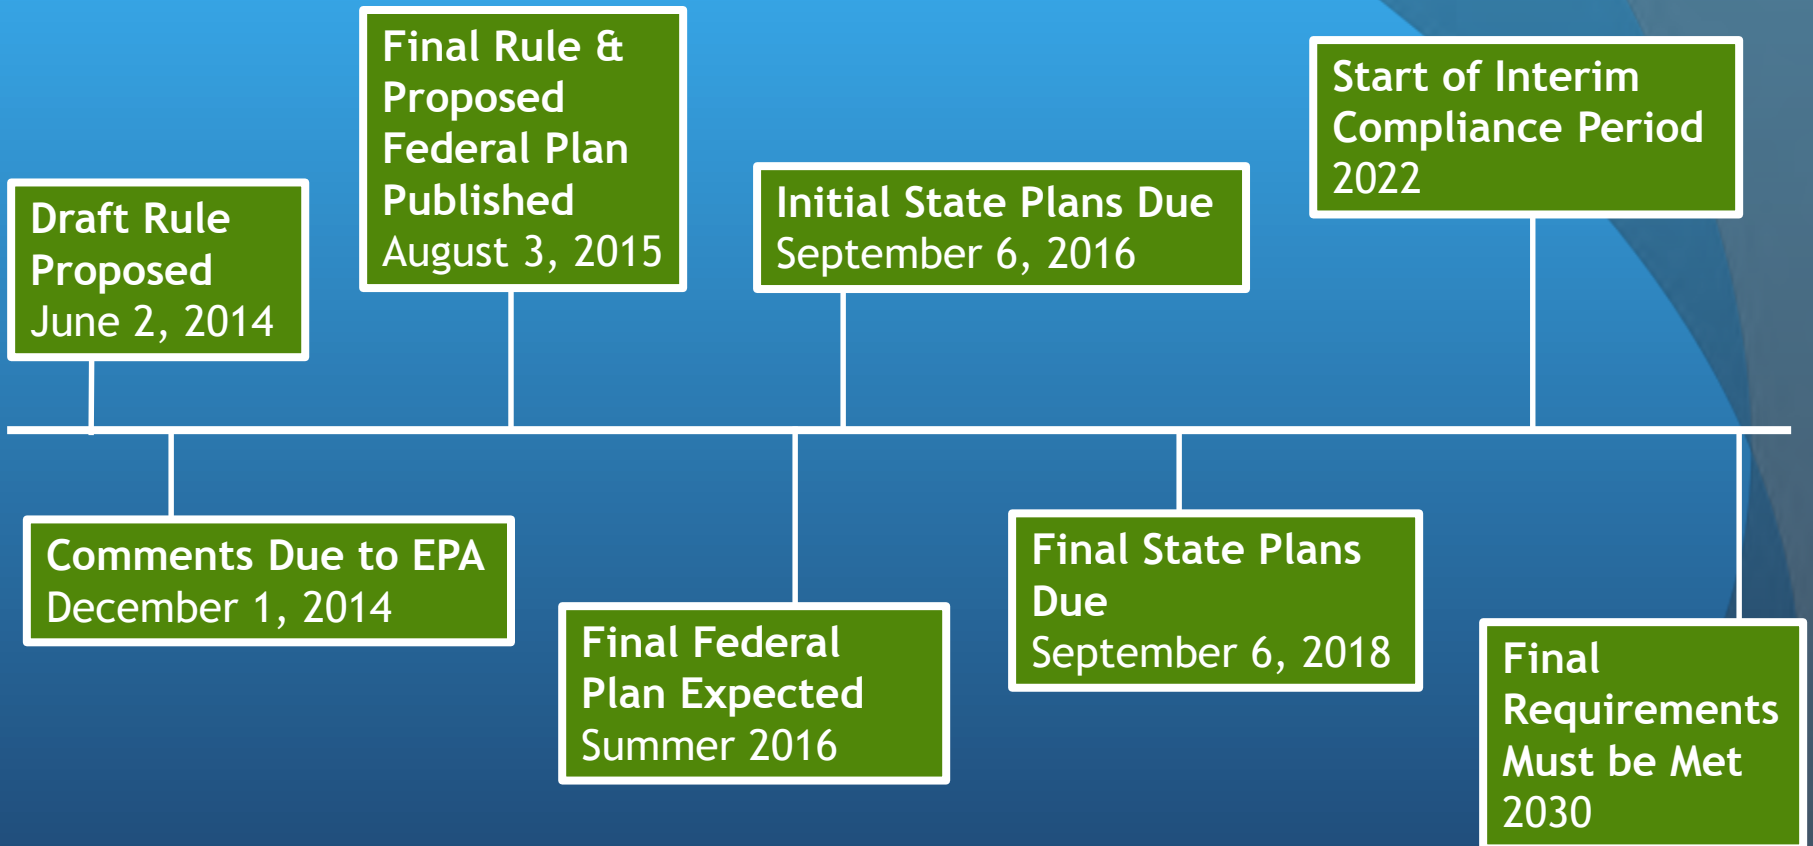 Draft Rule
Proposed
June 2, 2014
Comments Due to EPA
December 1, 2014
Final Rule &
Proposed
Federal Plan
Published
August 3, 2015
Final Federal
Plan Expected
Summer 2016
Initial State Plans Due
September 6, 2016
Final State Plans
Due
September 6, 2018
Start of Interim
Compliance Period
2022
Final
Requirements
Must be Met
2030